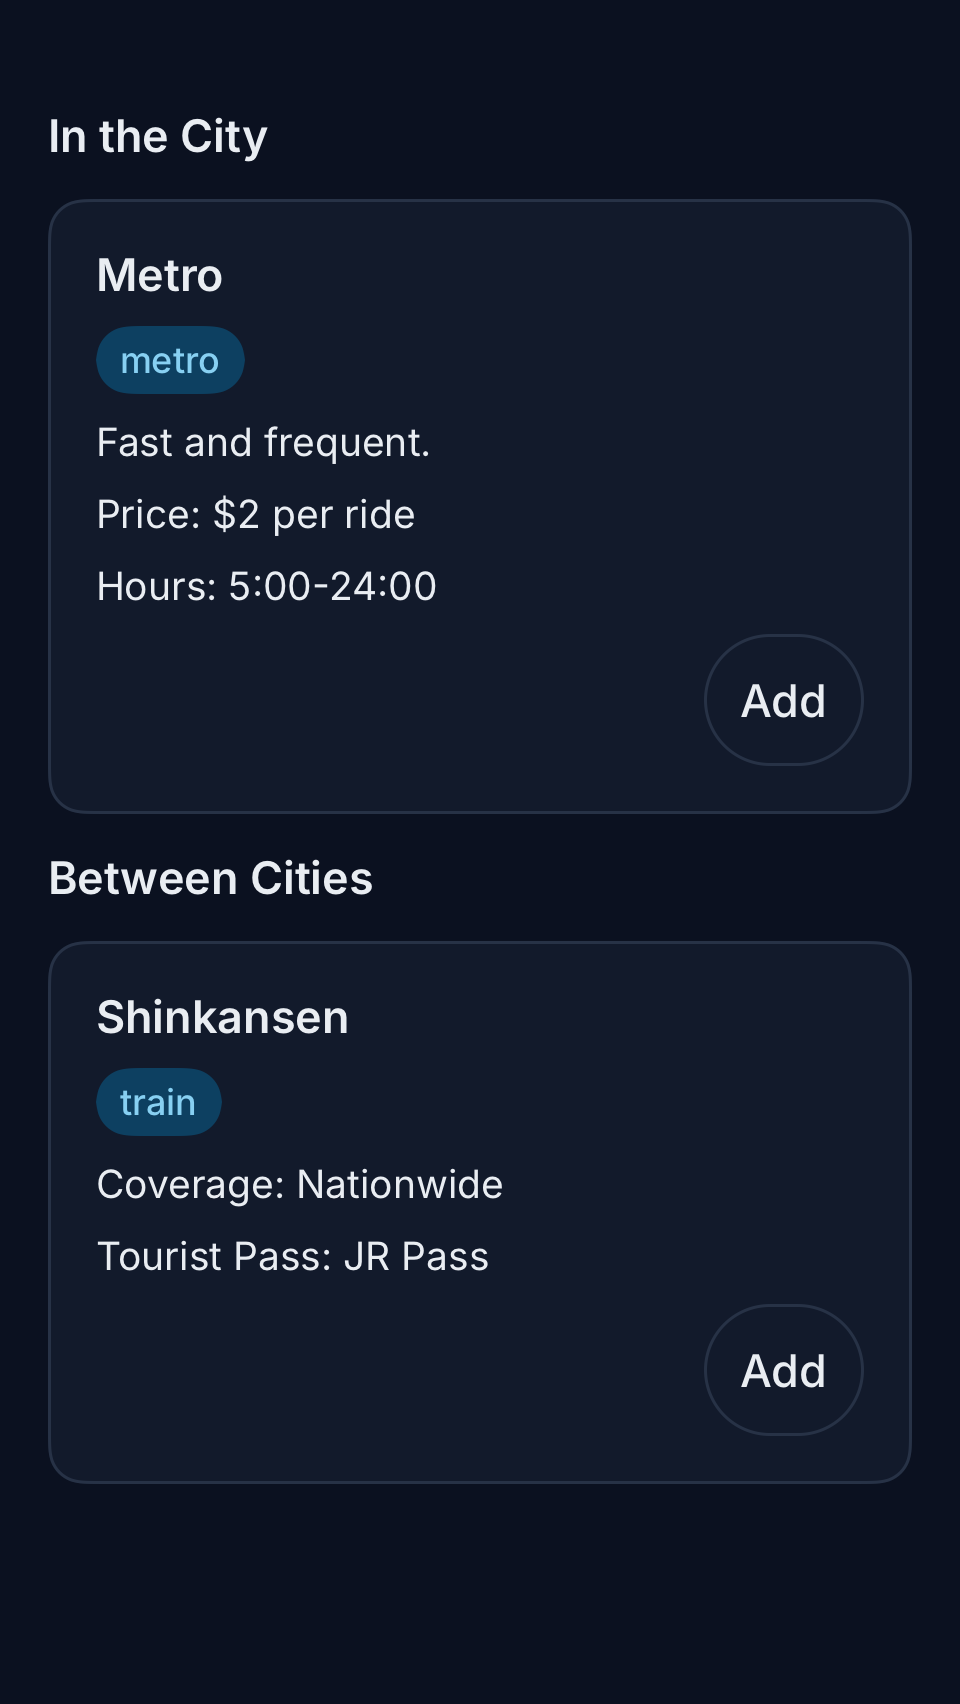 In the City
Metro
metro
Fast and frequent.
Price: $2 per ride
Hours: 5:00-24:00
Add
Between Cities
Shinkansen
train
Coverage: Nationwide
Tourist Pass: JR Pass
Add